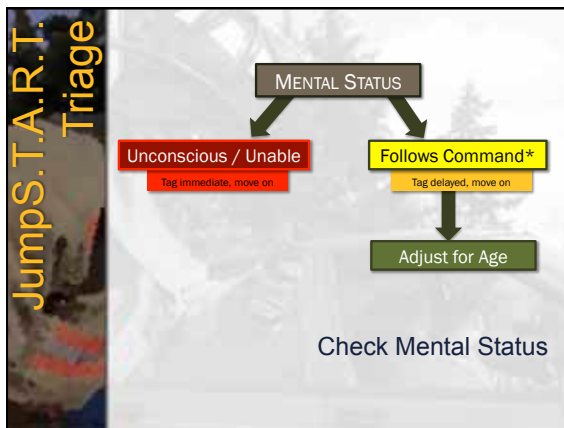 JumpS.T.A.R.T.
Triage
MENTAL STATUS
Unconscious / Unable
Tag immediate, move on
Follows Command*
Tag delayed, move on
Adjust for Age
Check Mental Status